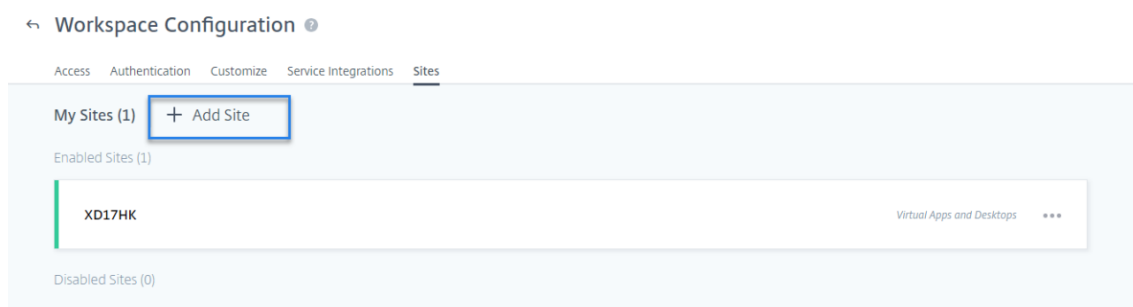 Workspace Configuration
Access Authentication Customize Service Integrations Sites
My Sites (1) + Add Site
Enabled Sites (1)
XD17HK Virtual Apps and Desktops
Disabled Sites (0)